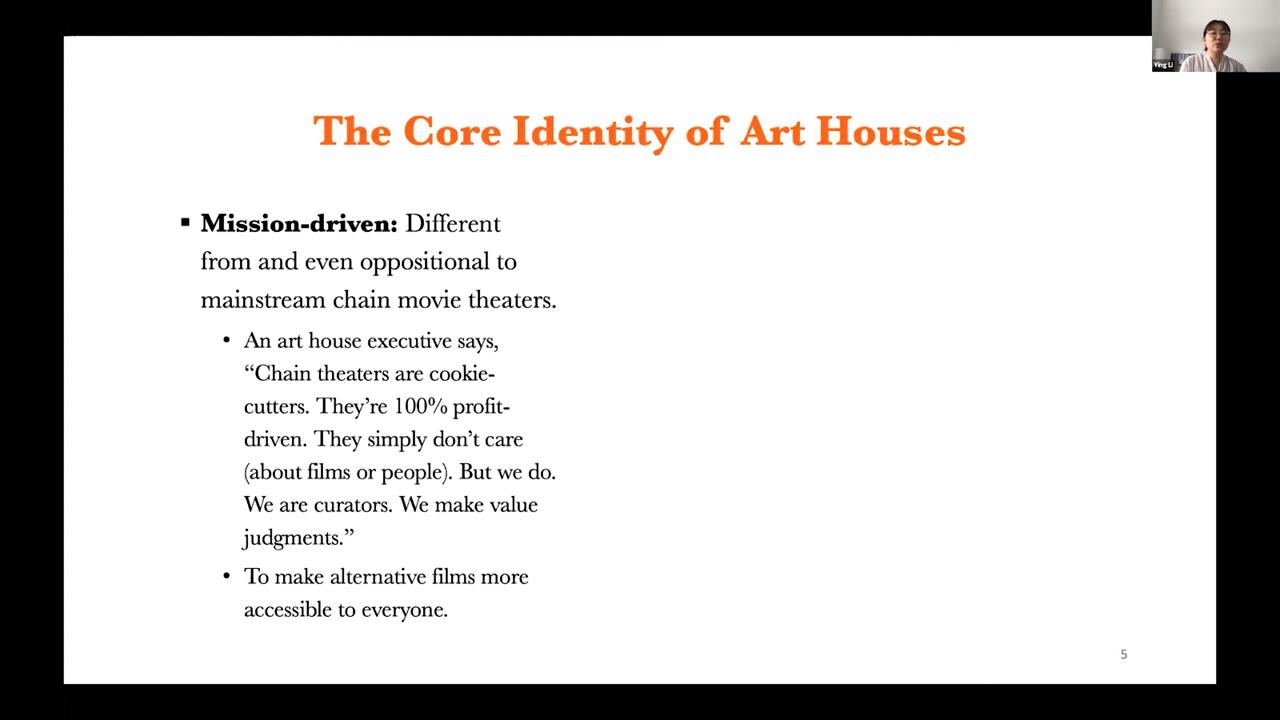 The Core Identity of Art Houses
▪ Mission-driven: Different
from and even oppositional to
mainstream chain movie theaters.
• An art house executive says,
“Chain theaters are cookie-
cutters. They’re 100% profit-
driven. They simply don’t care
(about films or people). But we do.
We are curators. We make value
judgments.”
• To make alternative films more
accessible to everyone.
5
Ying Li